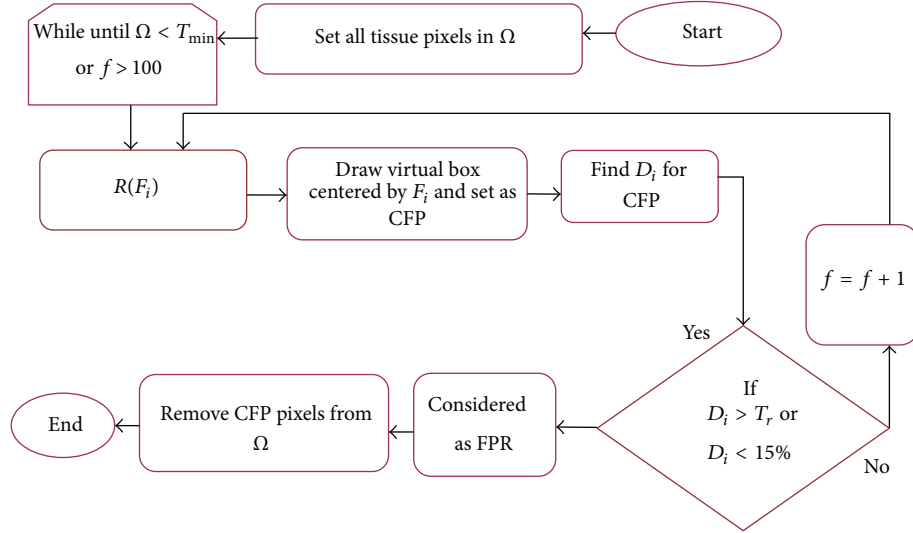 Start
Set all tissue pixels in Ω
While until Ω < T_min
or f > 100
R(F_i)
Draw virtual box
centered by F_i and set as
CFP
Find D_i for
CFP
f = f + 1
Yes
If
D_i > T_r or
D_i < 15%
No
Considered
as FPR
Remove CFP pixels from
Ω
End